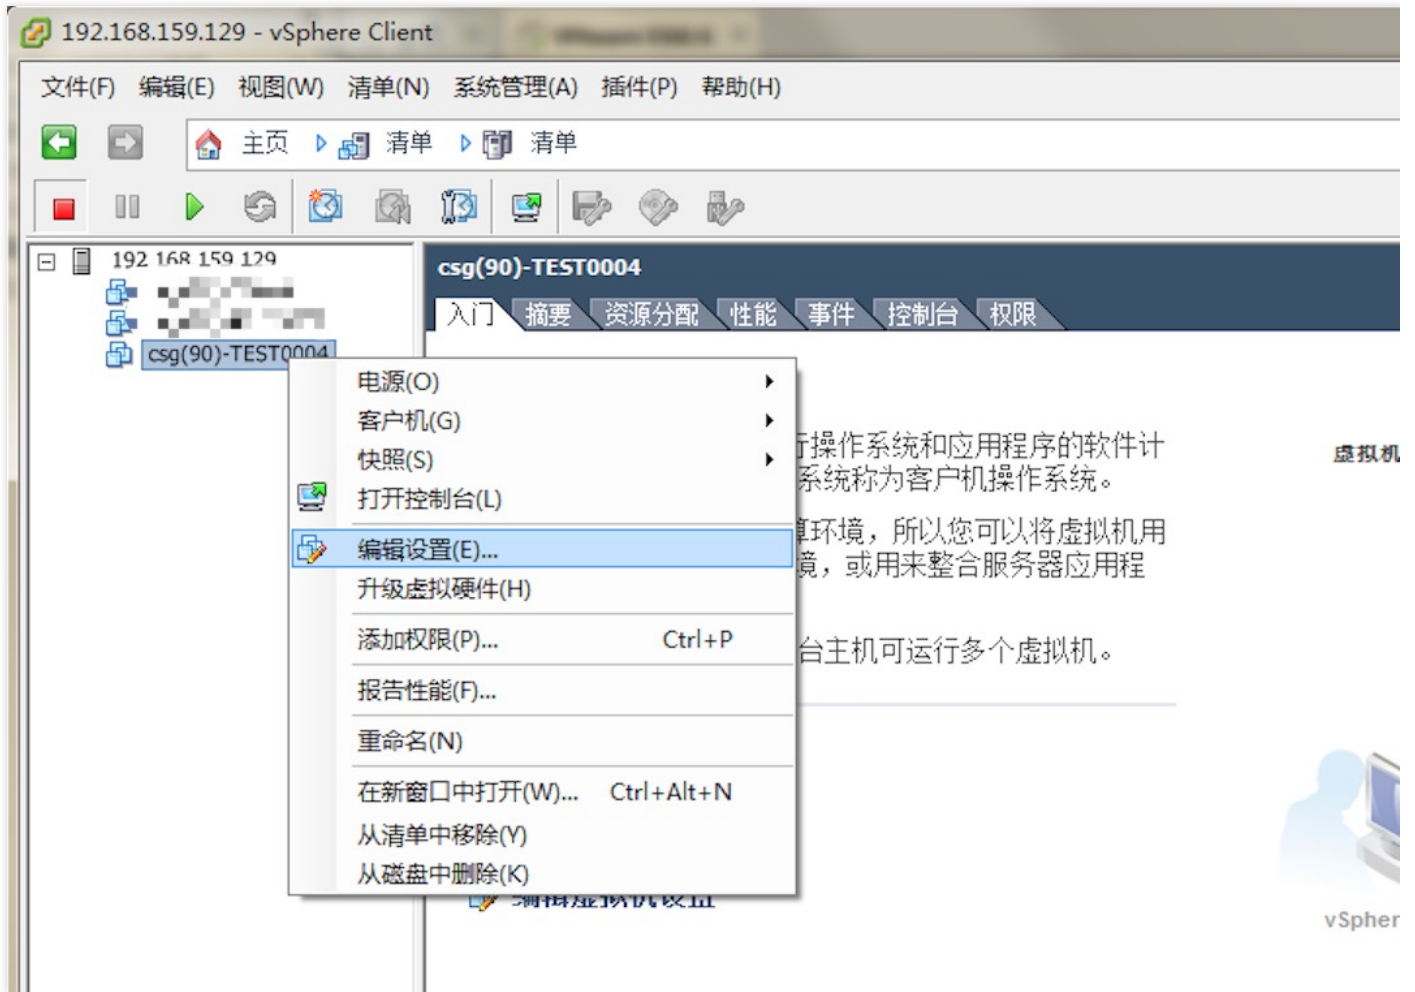 192.168.159.129 - vSphere Client
文件(F) 编辑(E) 视图(W) 清单(N) 系统管理(A) 插件(P) 帮助(H)
主页 清单 清单
192.168.159.129
csg(90)-TEST0004
csg(90)-TEST0004
入门 摘要 资源分配 性能 事件 控制台 权限
电源(O)
客户机(G)
快照(S)
打开控制台(L)
编辑设置(E)...
升级虚拟硬件(H)
添加权限(P)... Ctrl+P
报告性能(F)...
重命名(N)
在新窗口中打开(W)... Ctrl+Alt+N
从清单中移除(Y)
从磁盘中删除(K)
行操作系统和应用程序的软件计
系统称为客户机操作系统。
算环境，所以您可以将虚拟机用
境，或用来整合服务器应用程
台主机可运行多个虚拟机。
编辑虚拟机设置
虚拟机
vSpher